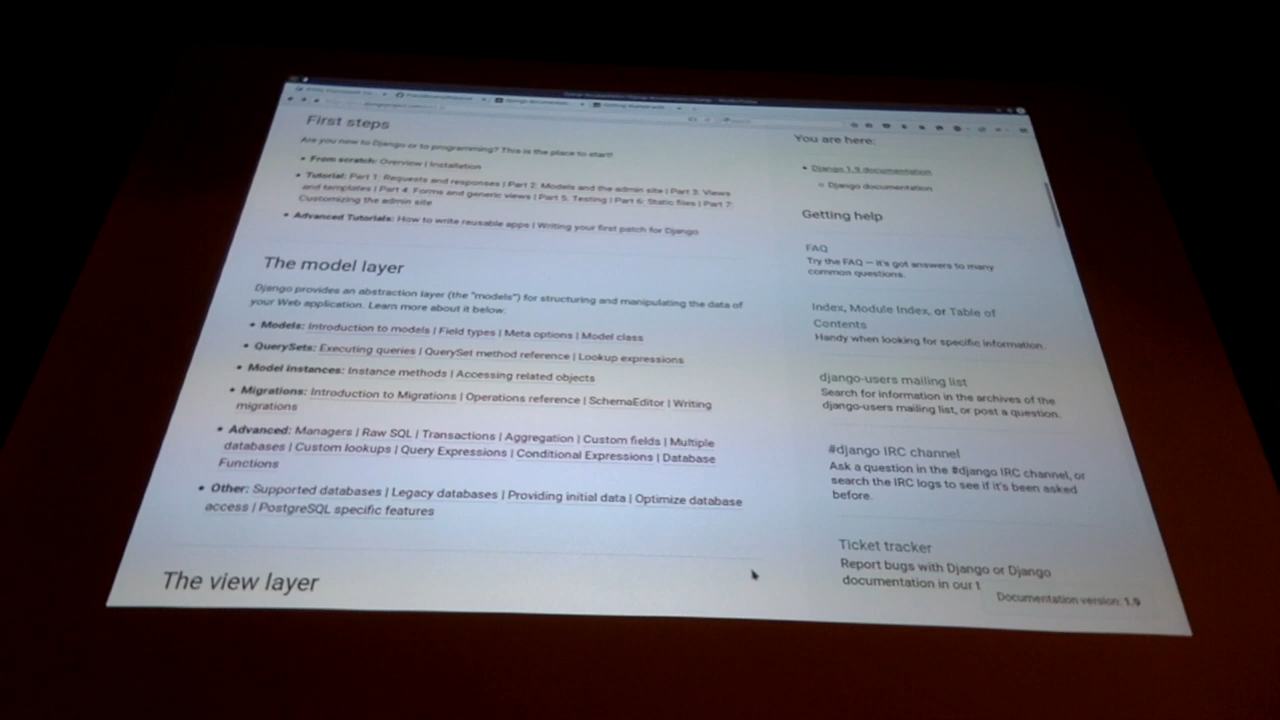 First steps
Are you new to Django or to programming? This is the place to start!
• From scratch: Overview | Installation
• Tutorial: Part 1: Requests and responses | Part 2: Models and the admin site | Part 3: Views
and templates | Part 4: Forms and generic views | Part 5: Testing | Part 6: Static files | Part 7:
Customizing the admin site
• Advanced Tutorials: How to write reusable apps | Writing your first patch for Django
The model layer
Django provides an abstraction layer (the "models") for structuring and manipulating the data of
your Web application. Learn more about it below:
• Models: Introduction to models | Field types | Meta options | Model class
• QuerySets: Executing queries | QuerySet method reference | Lookup expressions
• Model instances: Instance methods | Accessing related objects
• Migrations: Introduction to Migrations | Operations reference | SchemaEditor | Writing
migrations
• Advanced: Managers | Raw SQL | Transactions | Aggregation | Custom fields | Multiple
databases | Custom lookups | Query Expressions | Conditional Expressions | Database
Functions
• Other: Supported databases | Legacy databases | Providing initial data | Optimize database
access | PostgreSQL specific features
The view layer
You are here:
• Django 1.9 documentation
○ Django documentation
Getting help
FAQ
Try the FAQ — it's got answers to many
common questions.
Index, Module Index, or Table of
Contents
Handy when looking for specific information.
django-users mailing list
Search for information in the archives of the
django-users mailing list, or post a question.
#django IRC channel
Ask a question in the #django IRC channel, or
search the IRC logs to see if it's been asked
before.
Ticket tracker
Report bugs with Django or Django
documentation in our t
Documentation version: 1.9